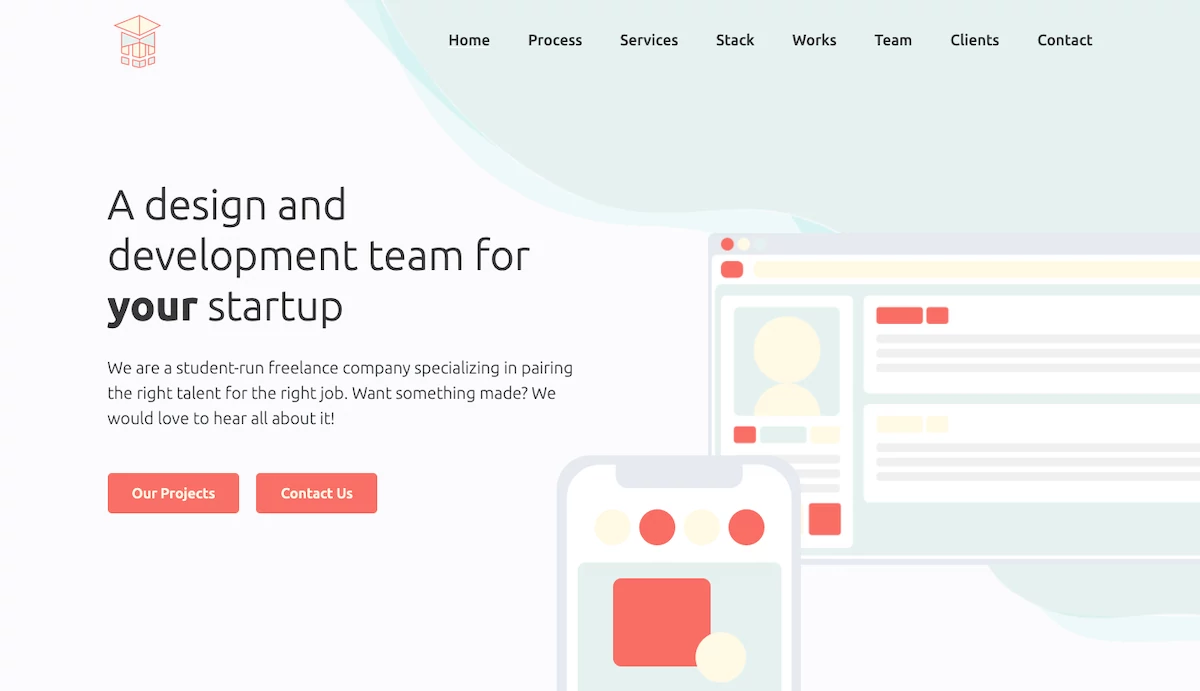 Home Process Services Stack Works Team Clients Contact
A design and
development team for
your startup
We are a student-run freelance company specializing in pairing
the right talent for the right job. Want something made? We
would love to hear all about it!
Our Projects Contact Us